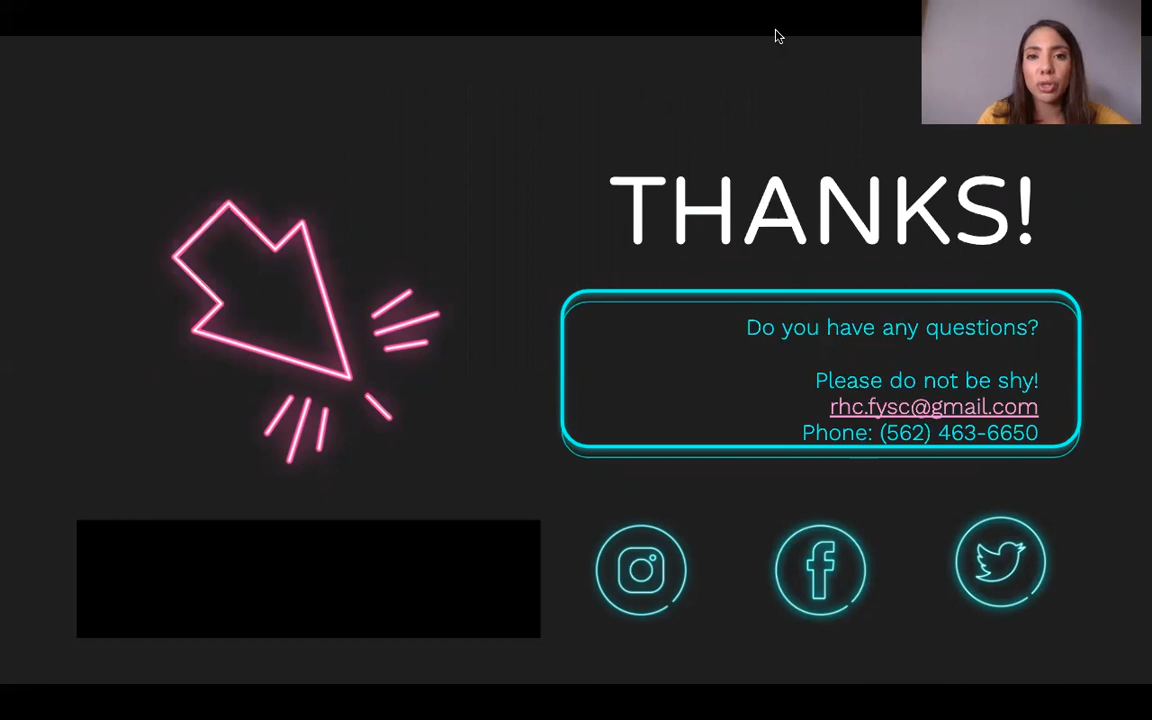 THANKS!
Do you have any questions?
Please do not be shy!
rhc.fysc@gmail.com
Phone: (562) 463-6650